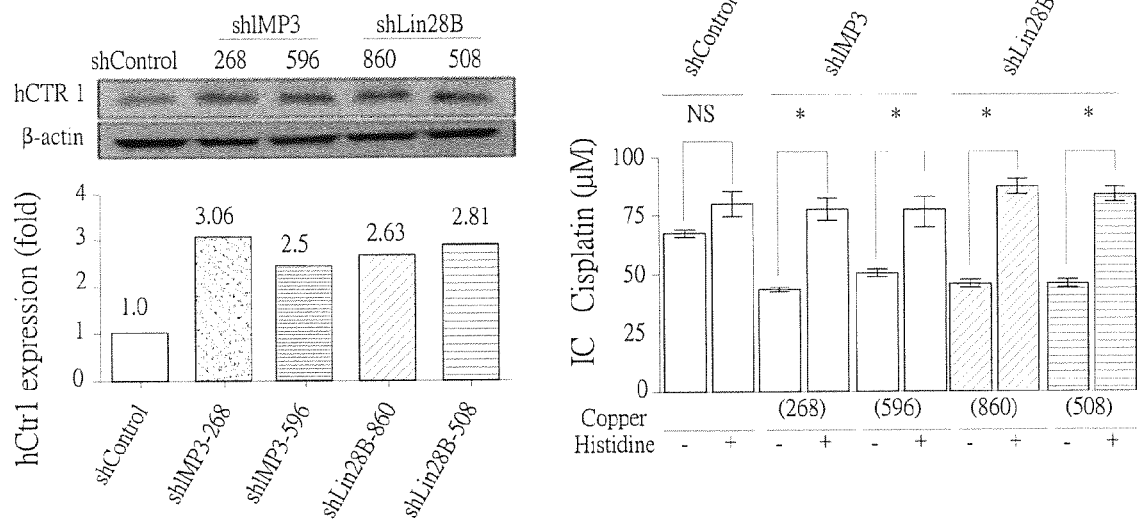 shIMP3 shLin28B
shControl 268 596 860 508
hCTR 1
β-actin
hCtr1 expression (fold)
4
3
2
1
0
1.0
3.06
2.5
2.63
2.81
shControl
shIMP3-268
shIMP3-596
shLin28B-860
shLin28B-508
shControl
shIMP3
shLin28B
NS * * * *
IC Cisplatin (μM)
100
75
50
25
0
(268) (596) (860) (508)
Copper
Histidine - + - + - + - + - +